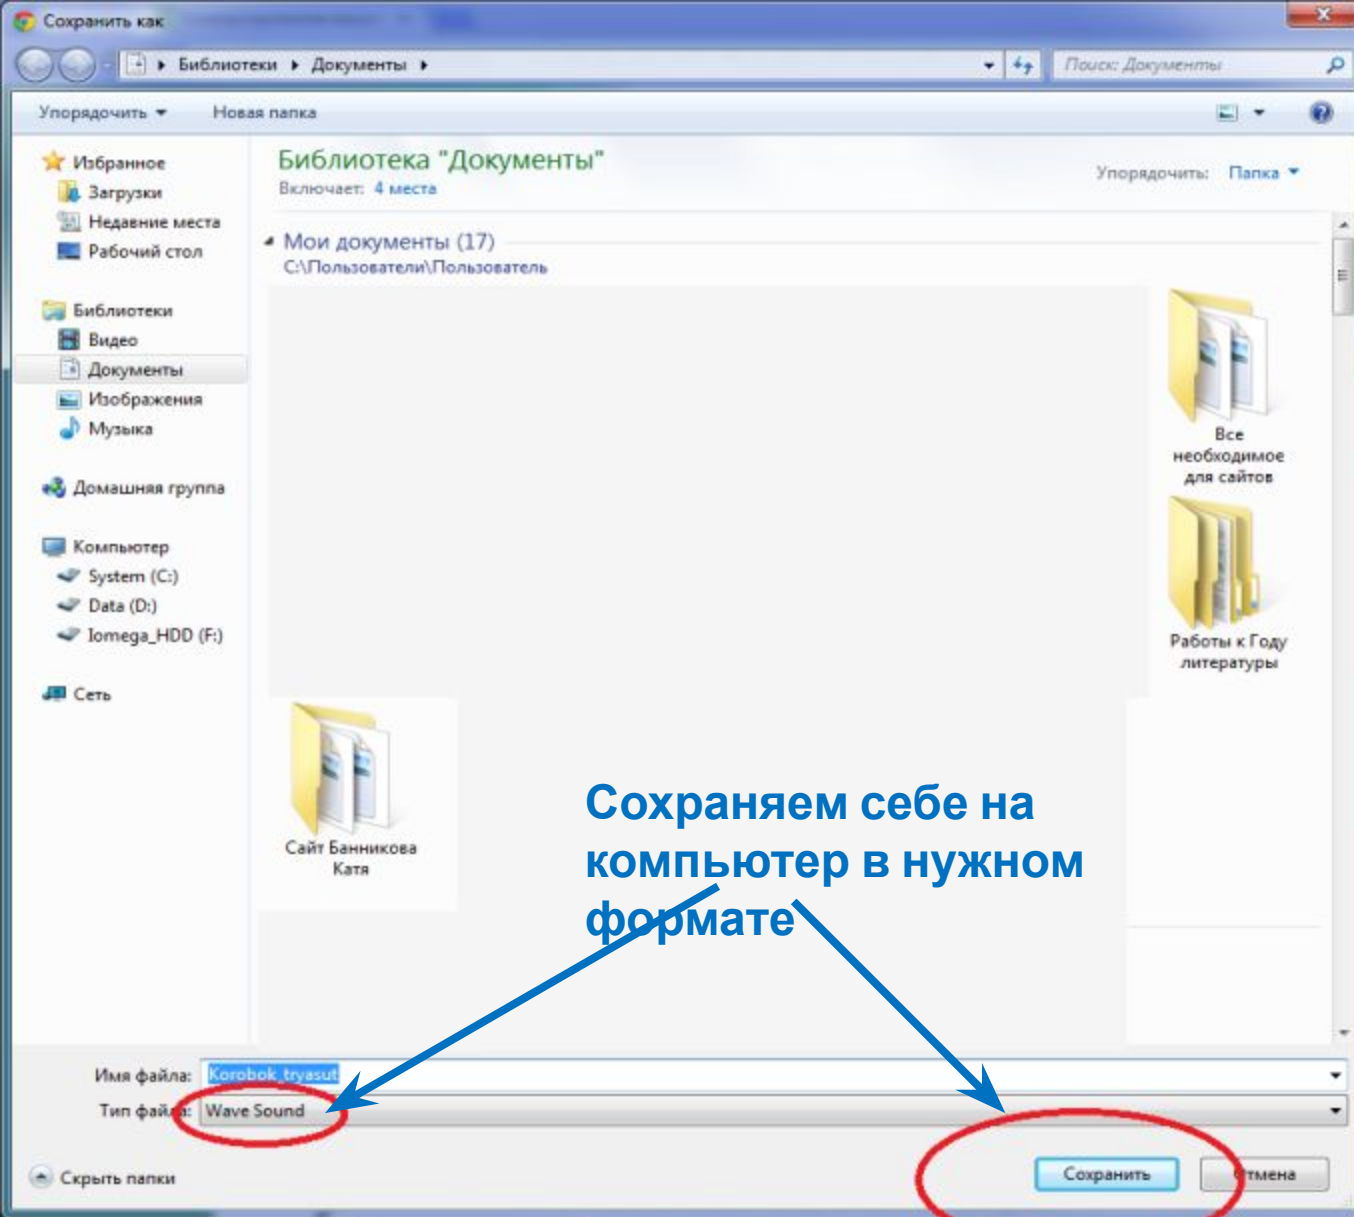 Сохранить как
Библиотеки Документы
Поиск: Документы
Упорядочить
Новая папка
Избранное
Загрузки
Недавние места
Рабочий стол
Библиотеки
Видео
Документы
Изображения
Музыка
Домашняя группа
Компьютер
System (C:)
Data (D:)
Iomega_HDD (F:)
Сеть
Библиотека "Документы"
Включает: 4 места
Упорядочить: Папка
Мои документы (17)
C:\Пользователи\Пользователь
Все
необходимое
для сайтов
Работы к Году
литературы
Сайт Банникова
Катя
Сохраняем себе на
компьютер в нужном
формате
Имя файла: Korobok_tryasut
Тип файла: Wave Sound
Скрыть папки
Сохранить
Отмена